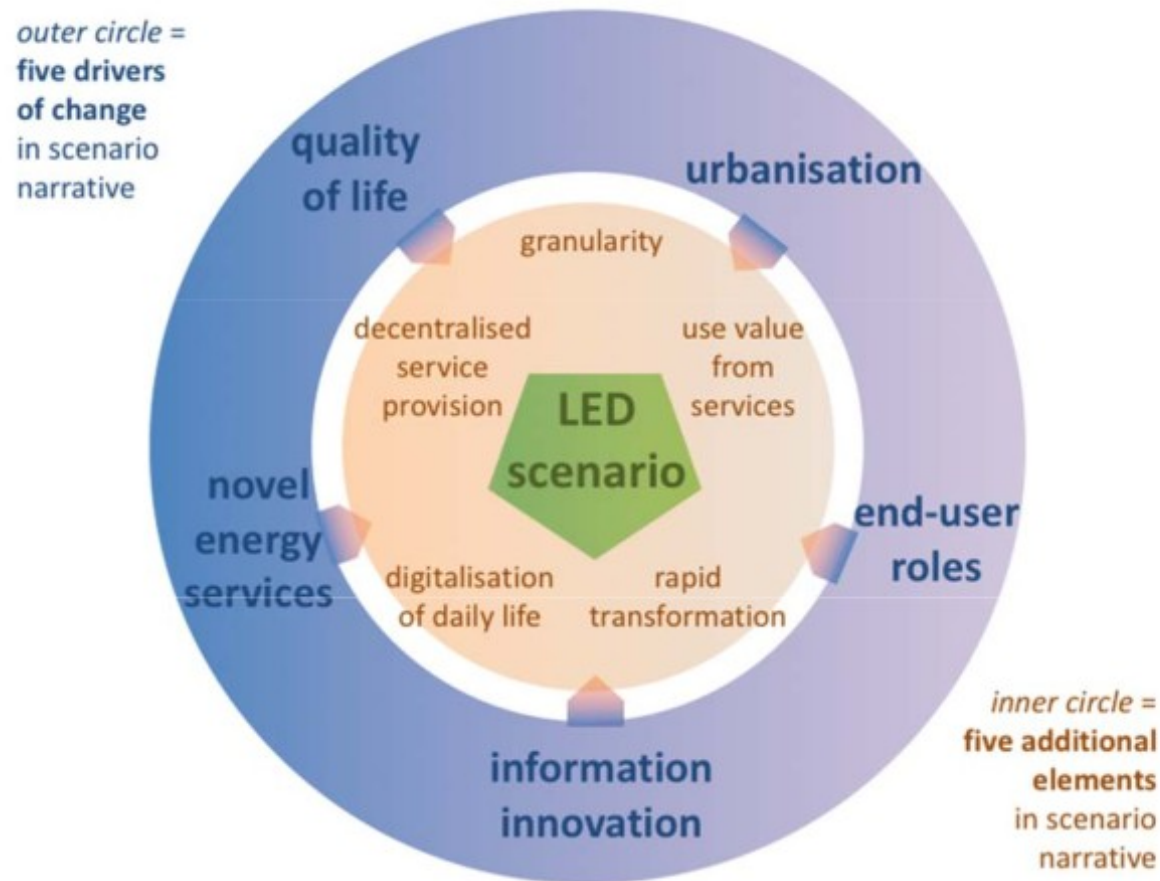 outer circle =
five drivers
of change
in scenario
narrative
quality
of life
urbanisation
granularity
decentralised
service
provision
use value
from
services
LED
scenario
novel
energy
services
end-user
roles
digitalisation
of daily life
rapid
transformation
information
innovation
inner circle =
five additional
elements
in scenario
narrative